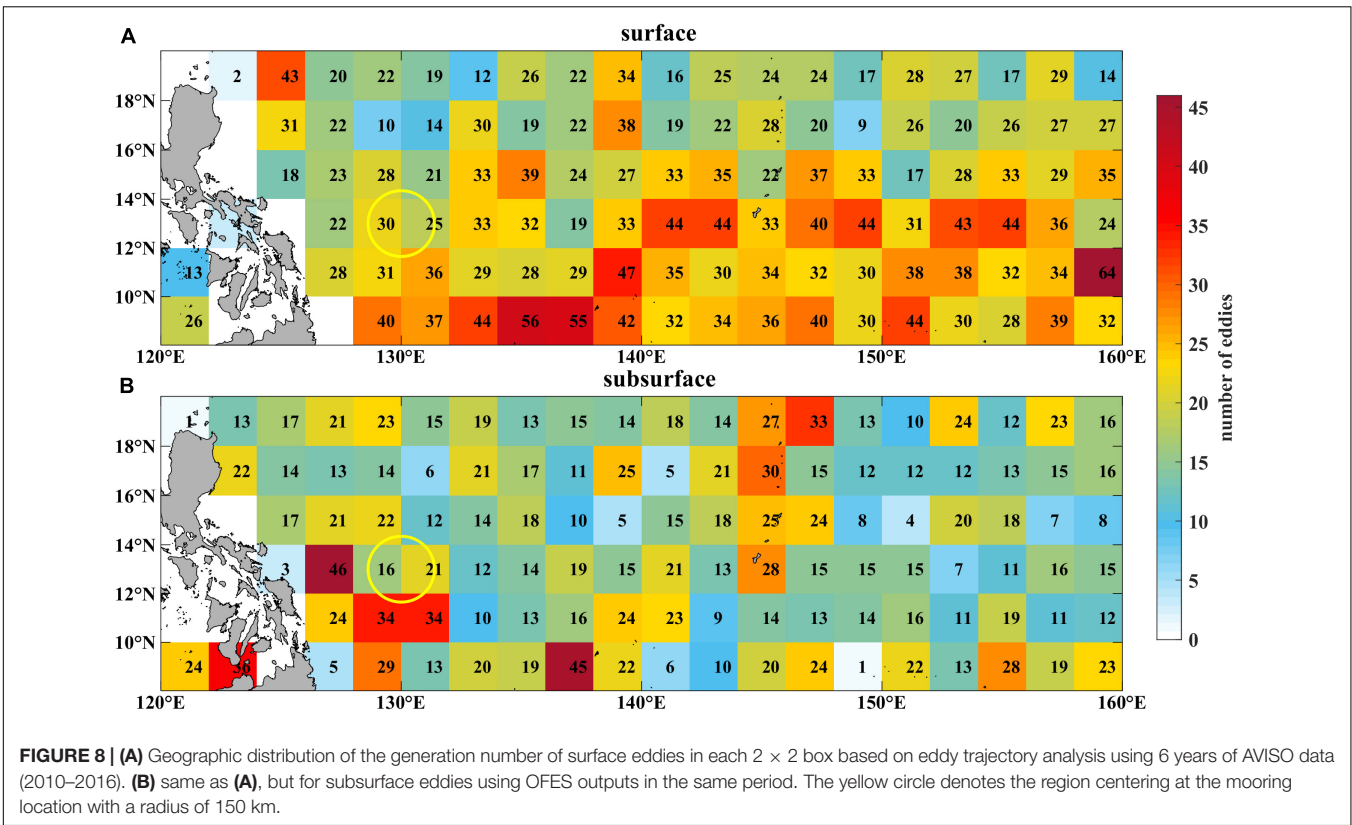 A
surface
2 43 20 22 19 12 26 22 34 16 25 24 24 17 28 27 17 29 14
18°N
31 22 10 14 30 19 22 38 19 22 28 20 9 26 20 26 27 27
16°N
18 23 28 21 33 39 24 27 33 35 22 37 33 17 28 33 29 35
14°N
22 30 25 33 32 19 33 44 44 33 40 44 31 43 44 36 24
12°N
13 28 31 36 29 28 29 47 35 30 34 32 30 38 38 32 34 64
10°N
26 40 37 44 56 55 42 32 34 36 40 30 44 30 28 39 32
120°E 130°E 140°E 150°E 160°E
B
subsurface
1 13 17 21 23 15 19 13 15 14 18 14 27 33 13 10 24 12 23 16
18°N
22 14 13 14 6 21 17 11 25 5 21 30 15 12 12 12 13 15 16
16°N
17 21 22 12 14 18 10 5 15 18 25 24 8 4 20 18 7 8
14°N
3 46 16 21 12 14 19 15 21 13 28 15 15 15 7 11 16 15
12°N
24 34 34 10 13 16 24 23 9 14 13 14 16 11 19 11 12
10°N
24 36 5 29 13 20 19 45 22 6 10 20 24 1 22 13 28 19 23
120°E 130°E 140°E 150°E 160°E
45
40
35
30
25
20
15
10
5
0
number of eddies
FIGURE 8 | (A) Geographic distribution of the generation number of surface eddies in each 2 × 2 box based on eddy trajectory analysis using 6 years of AVISO data
(2010–2016). (B) same as (A), but for subsurface eddies using OFES outputs in the same period. The yellow circle denotes the region centering at the mooring
location with a radius of 150 km.